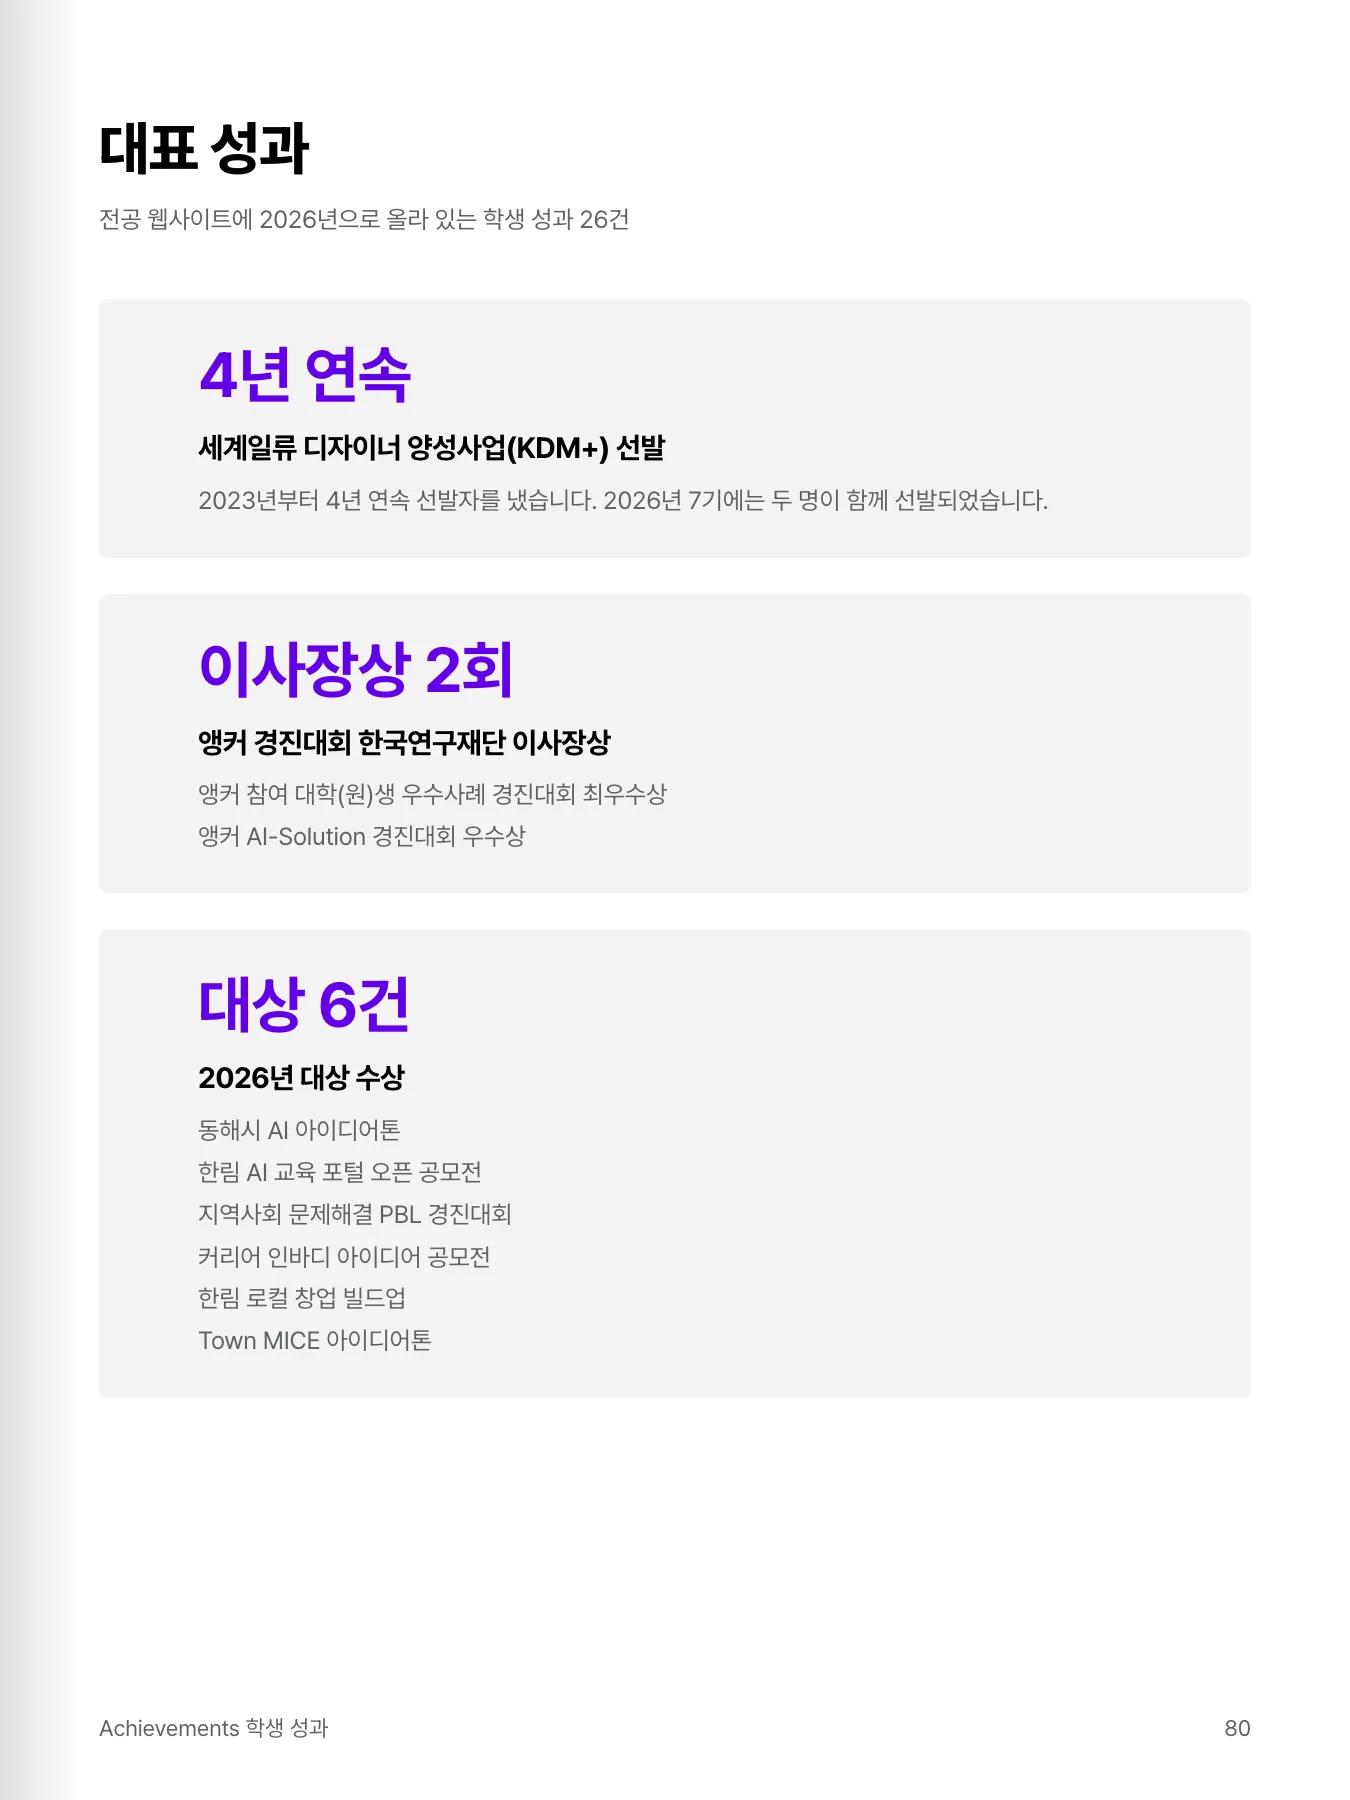 대표 성과
전공 웹사이트에 2026년으로 올라 있는 학생 성과 26건
4년 연속
세계일류 디자이너 양성사업(KDM+) 선발
2023년부터 4년 연속 선발자를 냈습니다. 2026년 7기에는 두 명이 함께 선발되었습니다.
이사장상 2회
앵커 경진대회 한국연구재단 이사장상
앵커 참여 대학(원)생 우수사례 경진대회 최우수상
앵커 AI-Solution 경진대회 우수상
대상 6건
2026년 대상 수상
동해시 AI 아이디어톤
한림 AI 교육 포털 오픈 공모전
지역사회 문제해결 PBL 경진대회
커리어 인바디 아이디어 공모전
한림 로컬 창업 빌드업
Town MICE 아이디어톤
Achievements 학생 성과
80